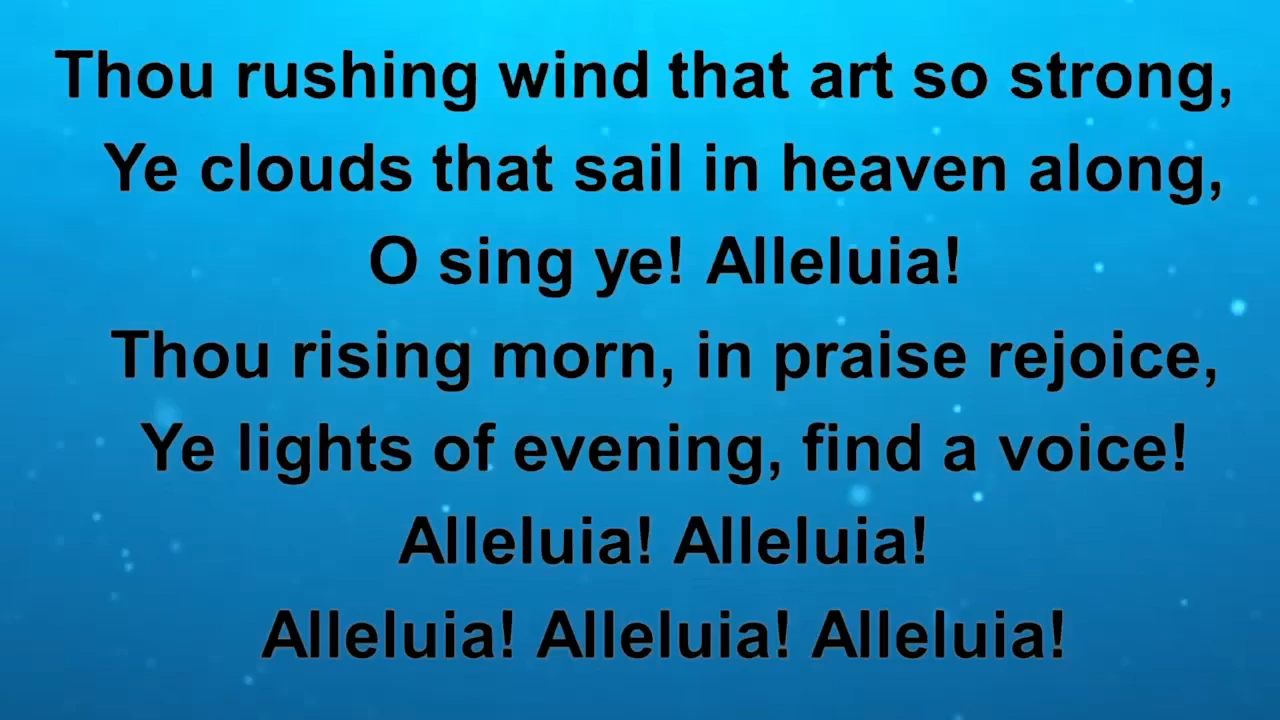 Thou rushing wind that art so strong,
Ye clouds that sail in heaven along,
O sing ye! Alleluia!
Thou rising morn, in praise rejoice,
Ye lights of evening, find a voice!
Alleluia! Alleluia!
Alleluia! Alleluia! Alleluia!